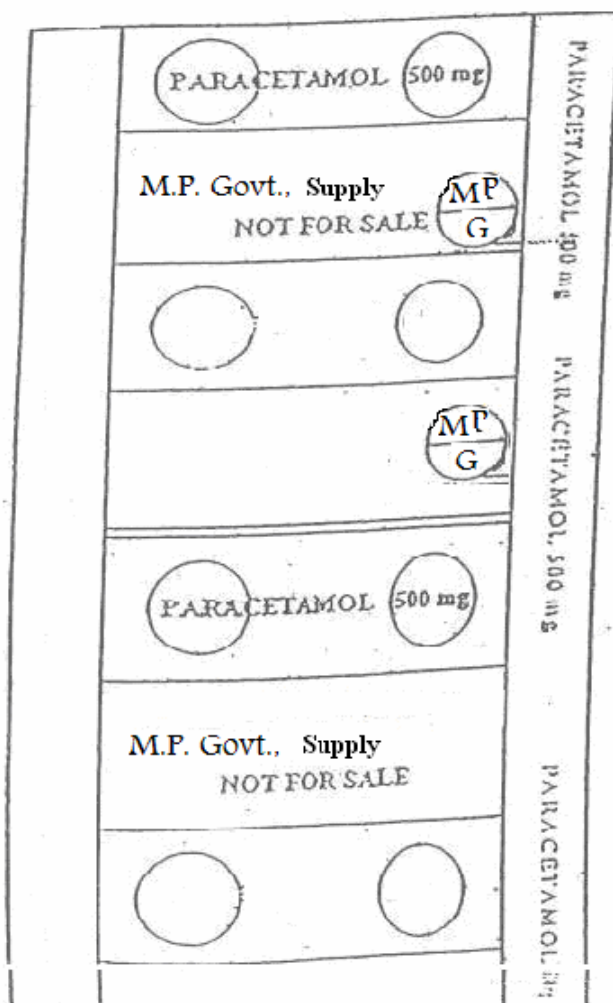 PARACETAMOL 500 mg
M.P. Govt., Supply
NOT FOR SALE
MP
G
MP
G
PARACETAMOL 500 mg
M.P. Govt., Supply
NOT FOR SALE
PARACETAMOL 500 mg
PARACETAMOL, 500 mg
PARACETAMOL